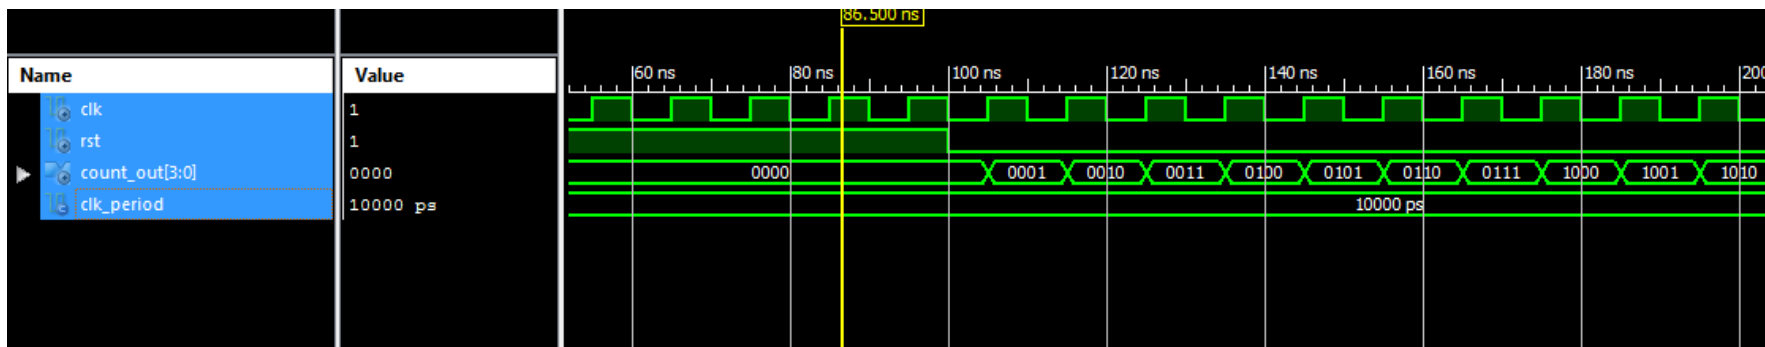 86.500 ns
Name Value
60 ns 80 ns 100 ns 120 ns 140 ns 160 ns 180 ns 200
clk 1
rst 1
count_out[3:0] 0000 0000 0001 0010 0011 0100 0101 0110 0111 1000 1001 1010
clk_period 10000 ps 10000 ps